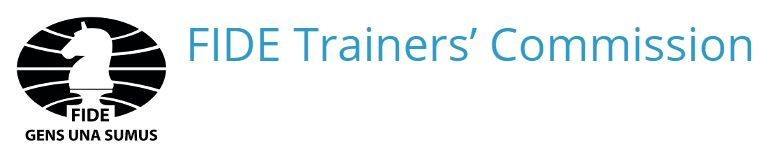 FIDE Trainers’ Commission
FIDE
GENS UNA SUMUS